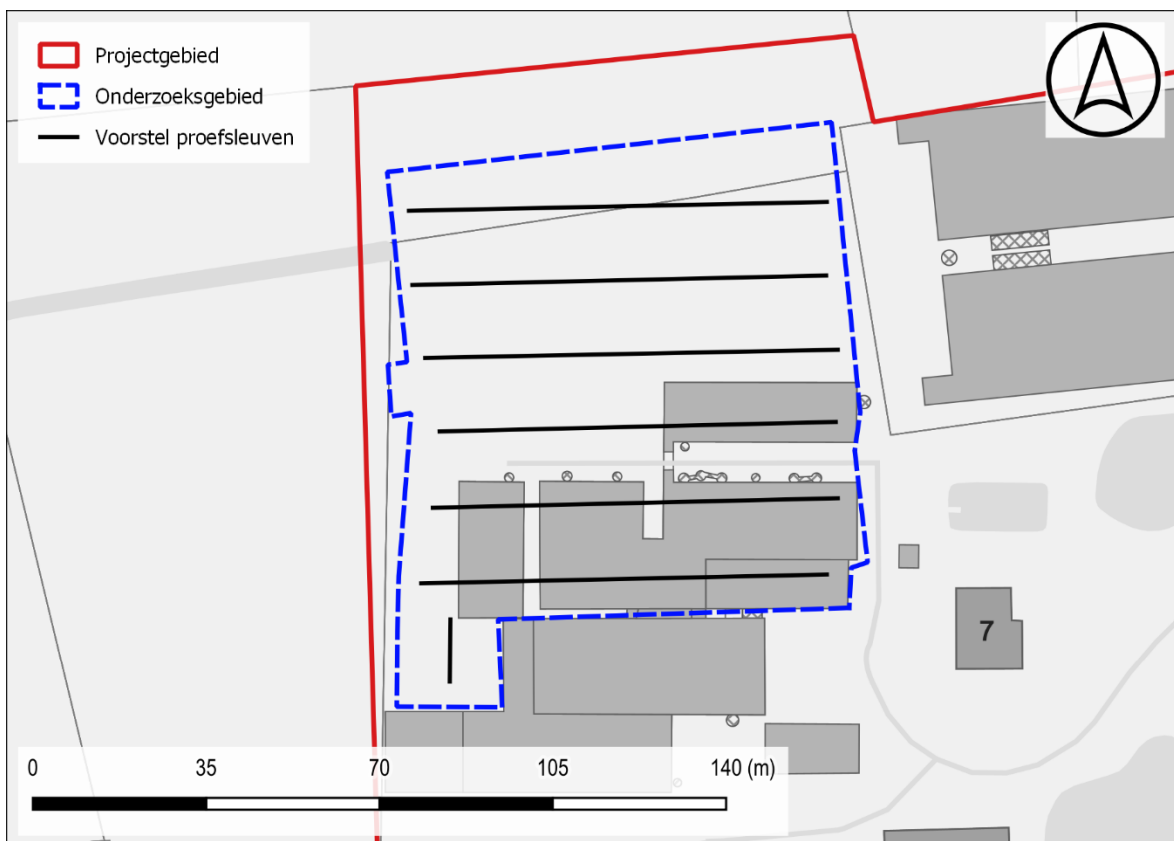 Projectgebied
Onderzoeksgebied
Voorstel proefsleuven
7
0 35 70 105 140 (m)